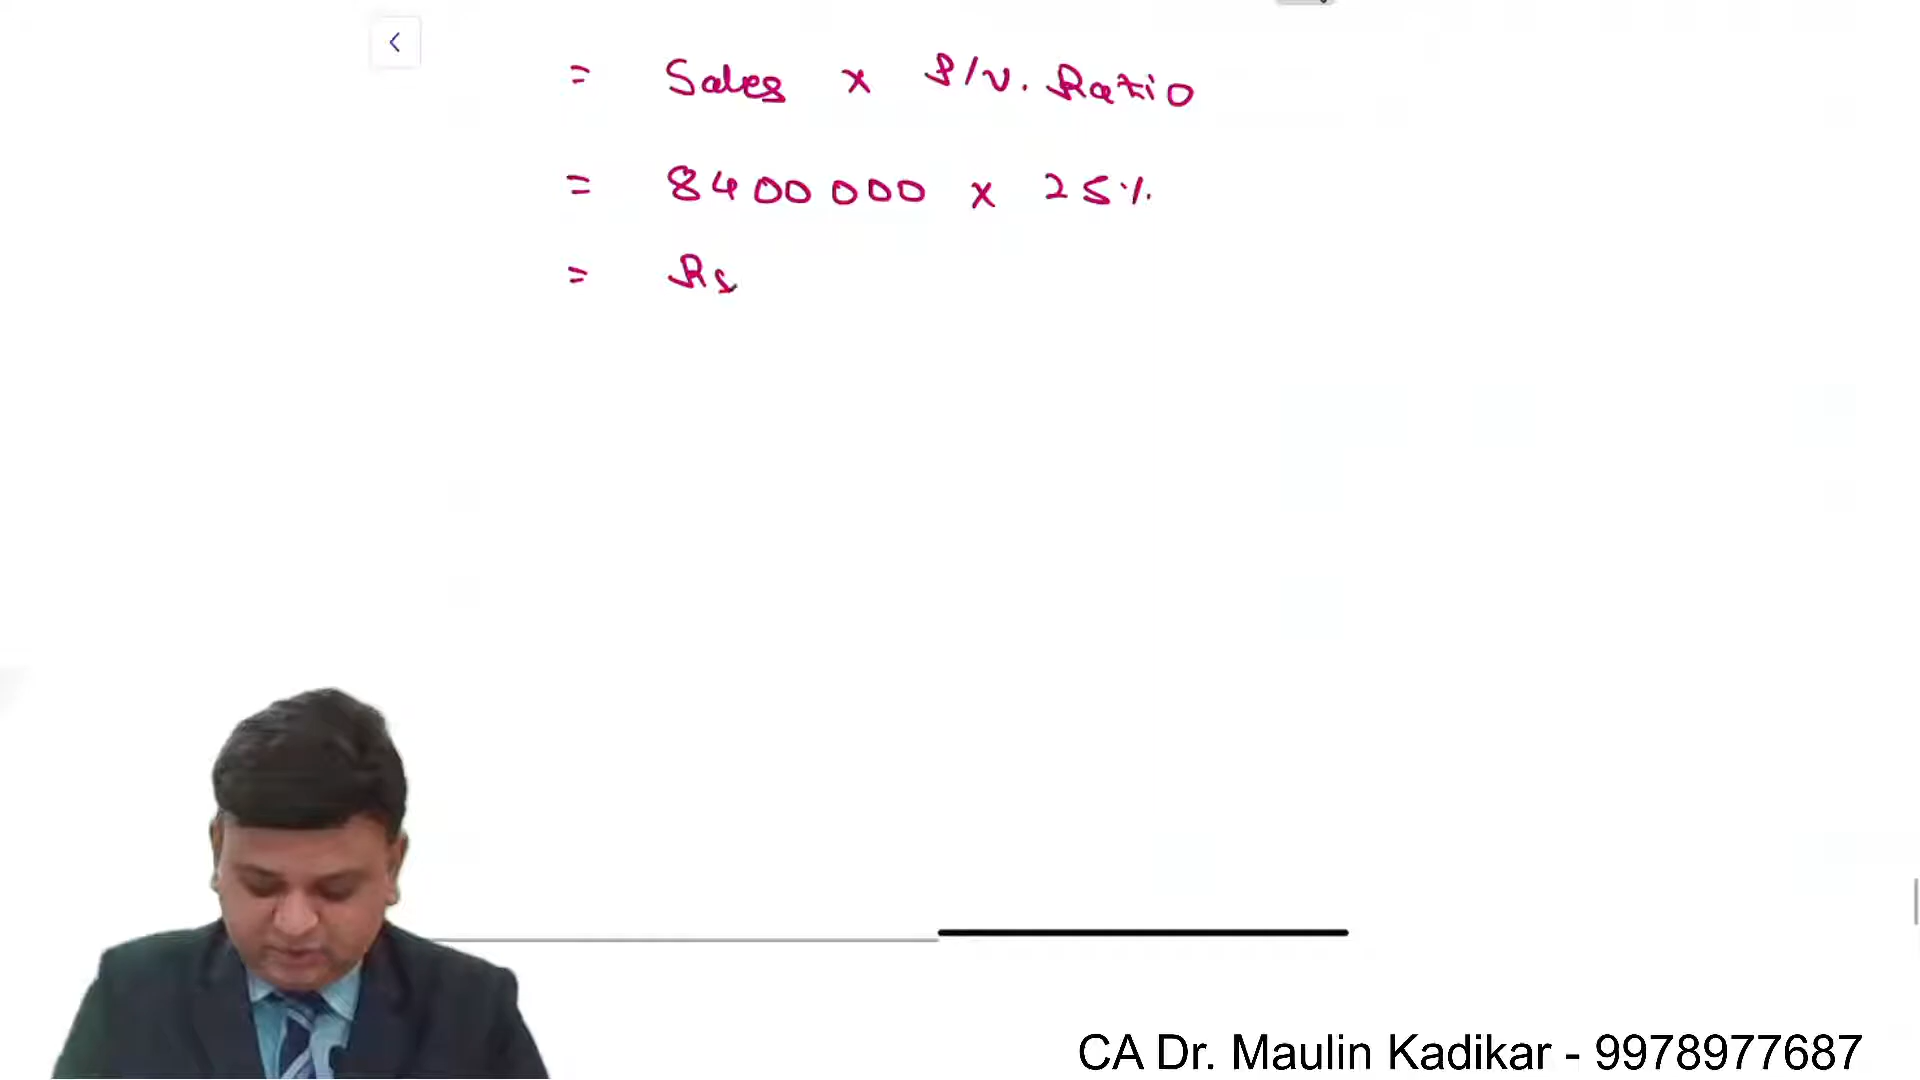 = Sales x P/V. Ratio
= 8400000 x 25%
= Rs
CA Dr. Maulin Kadikar - 9978977687